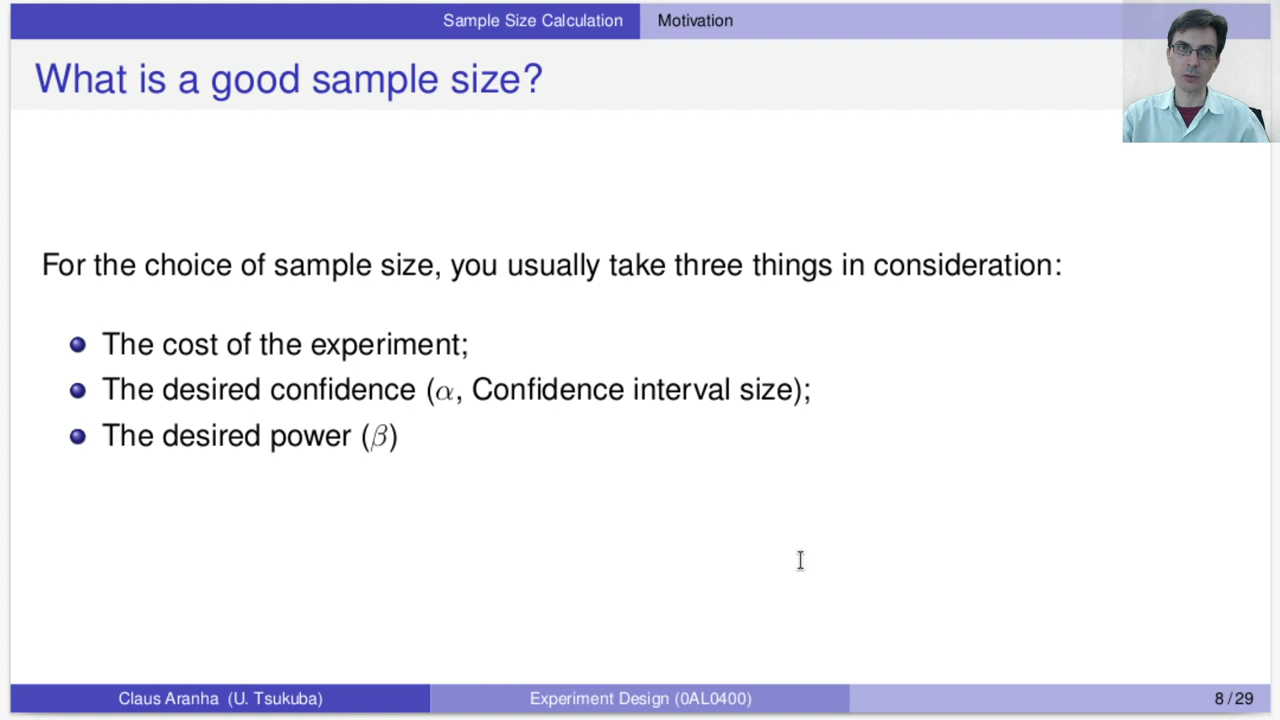 Sample Size Calculation Motivation
What is a good sample size?
For the choice of sample size, you usually take three things in consideration:
The cost of the experiment;
The desired confidence (α, Confidence interval size);
The desired power (β)
Claus Aranha (U. Tsukuba) Experiment Design (0AL0400) 8 / 29